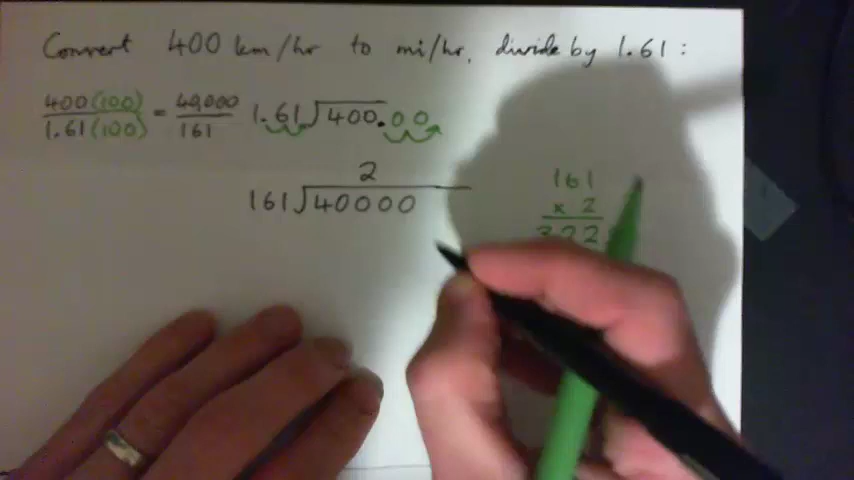 Convert 400 km/hr to mi/hr, divide by 1.61:
400(100) / 1.61(100) = 40,000 / 161 1.61)400.00
2
161)40000
161
x 2
322